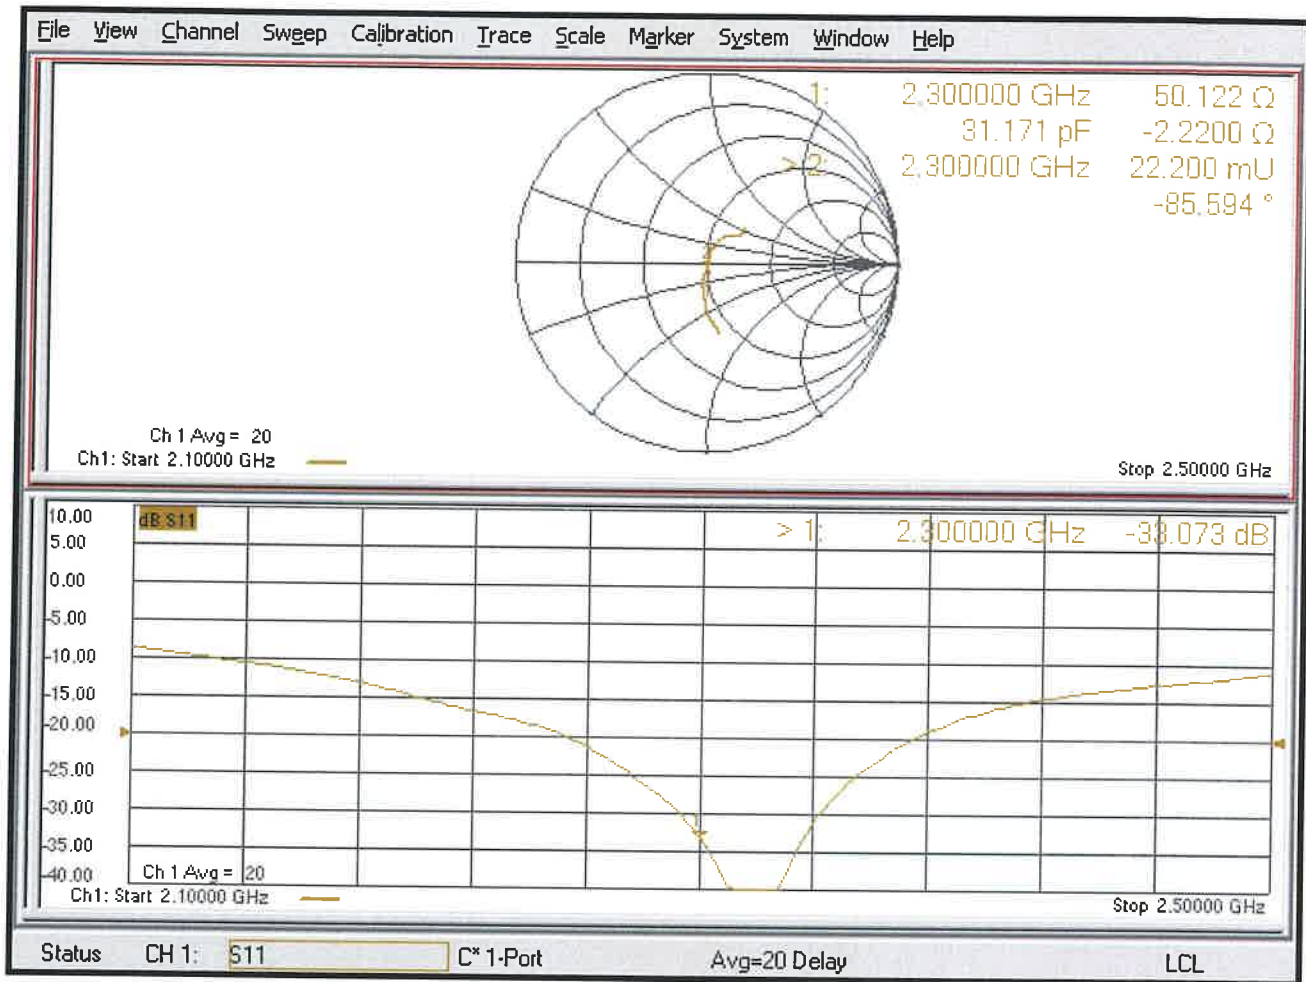 File View Channel Sweep Calibration Trace Scale Marker System Window Help
1: 2.300000 GHz 50.122 Ω
31.171 pF -2.2200 Ω
> 2: 2.300000 GHz 22.200 mU
-85.594 °
Ch 1 Avg = 20
Ch1: Start 2.10000 GHz
Stop 2.50000 GHz
10.00
dB S11
> 1: 2.300000 GHz -33.073 dB
5.00
0.00
-5.00
-10.00
-15.00
-20.00
-25.00
-30.00
1
-35.00
-40.00
Ch 1 Avg = 20
Ch1: Start 2.10000 GHz
Stop 2.50000 GHz
Status CH 1: S11 C* 1-Port Avg=20 Delay LCL